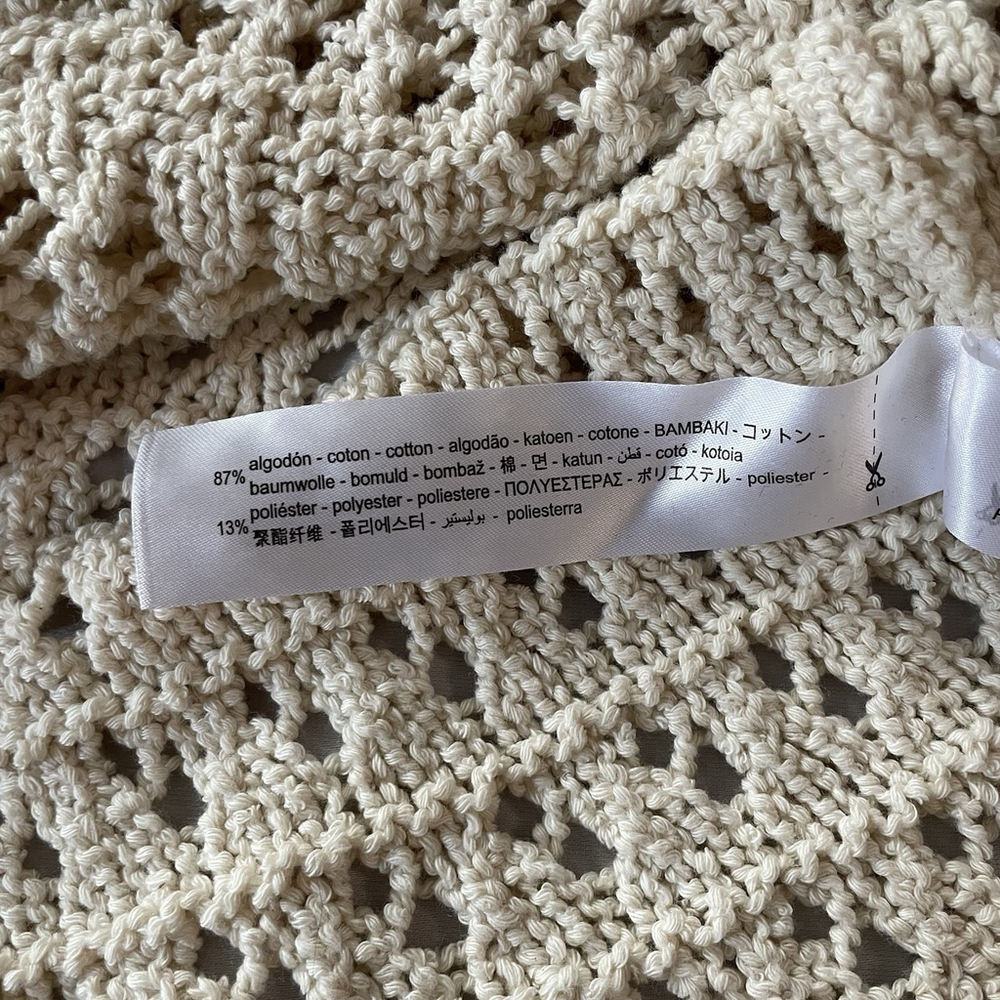 87% algodón - coton - cotton - algodão - katoen - cotone - BAMBAKI - コットン -
baumwolle - bomuld - bombaž - 棉 - 면 - katun - قطن - cotó - kotoia
13% poliéster - polyester - poliestere - ΠΟΛΥΕΣΤΕΡΑΣ - ポリエステル - poliester -
聚酯纤维 - 폴리에스터 - بوليستير - poliesterra